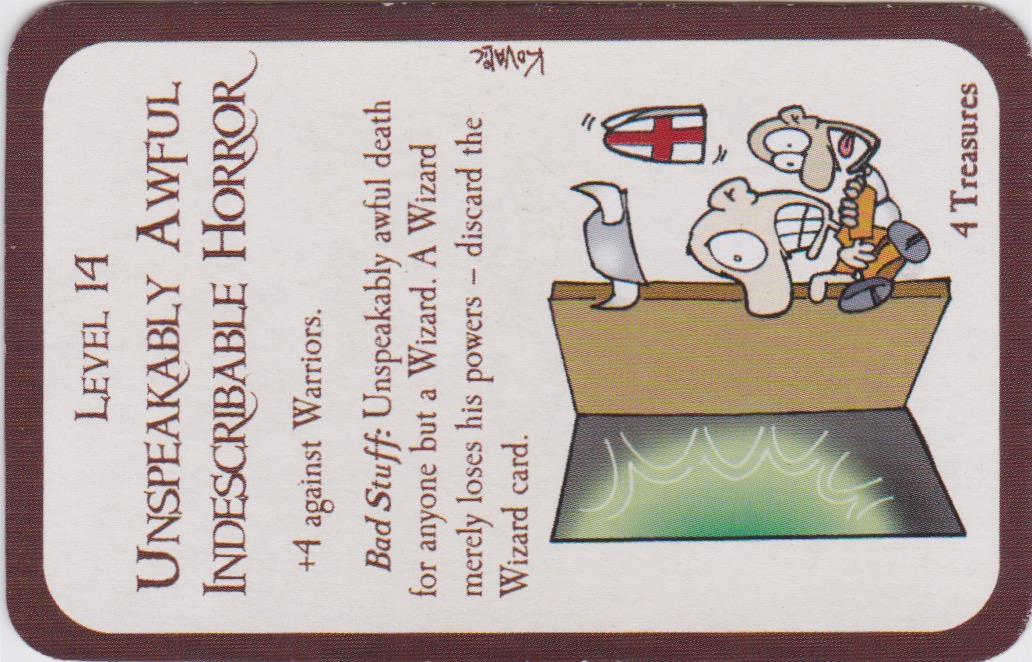 LEVEL 14
UNSPEAKABLY AWFUL
INDESCRIBABLE HORROR
+4 against Warriors.
Bad Stuff: Unspeakably awful death
for anyone but a Wizard. A Wizard
merely loses his powers – discard the
Wizard card.
KOVALIC
4 Treasures